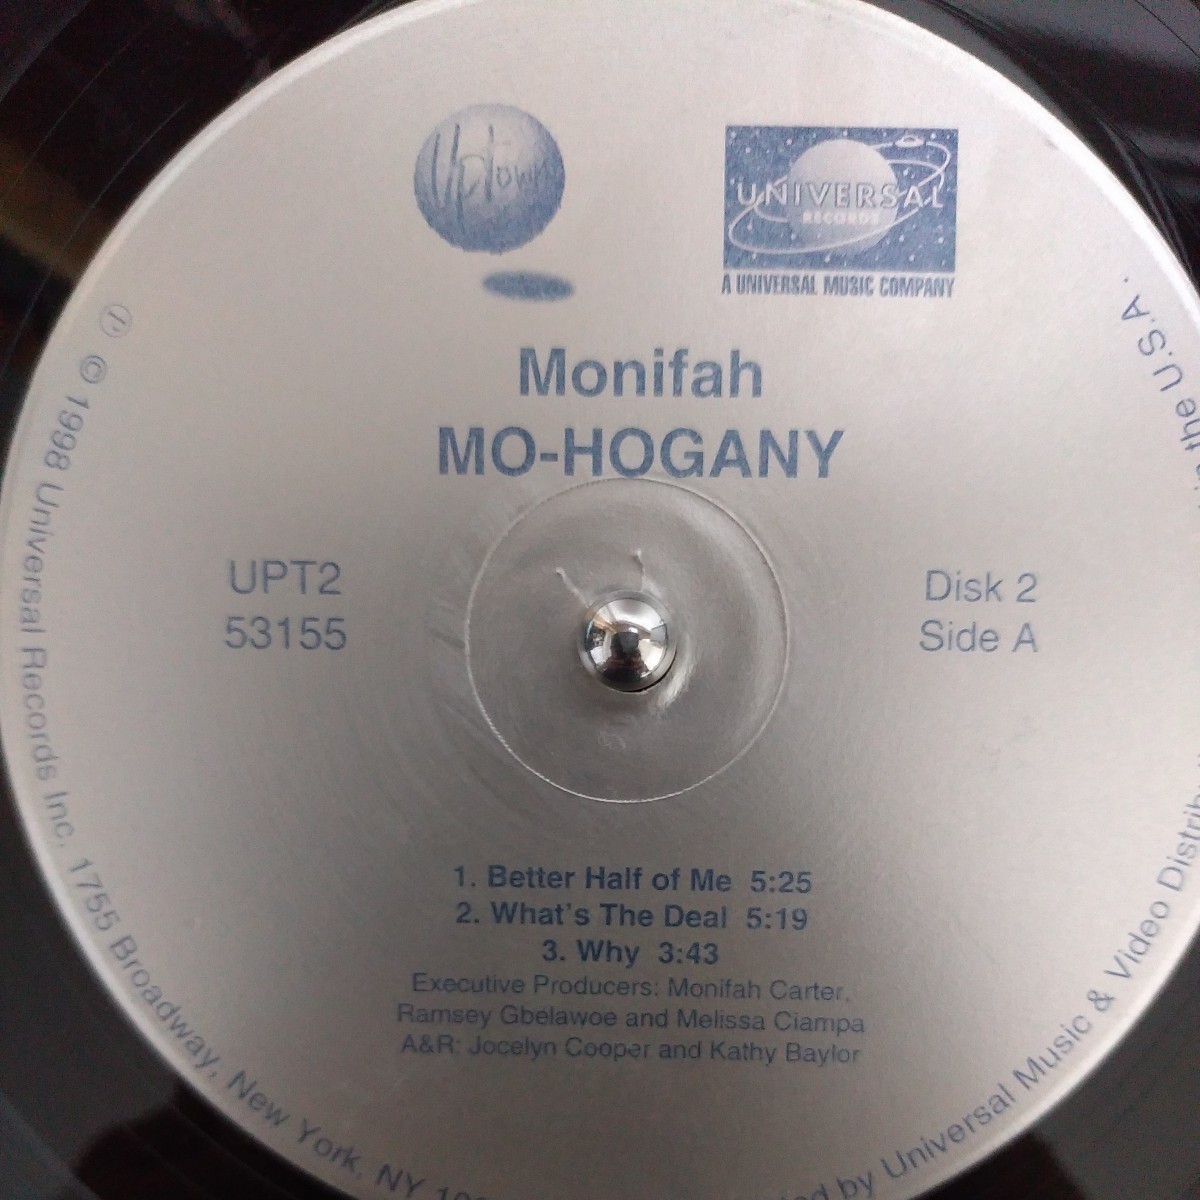 Uptown
UNIVERSAL
RECORDS
A UNIVERSAL MUSIC COMPANY
Monifah
MO-HOGANY
UPT2
53155
Disk 2
Side A
1. Better Half of Me 5:25
2. What's The Deal 5:19
3. Why 3:43
Executive Producers: Monifah Carter,
Ramsey Gbelawoe and Melissa Ciampa
A&R: Jocelyn Cooper and Kathy Baylor
℗ © 1998 Universal Records Inc, 1755 Broadway, New York, NY
by Universal Music & Video the U.S.A.